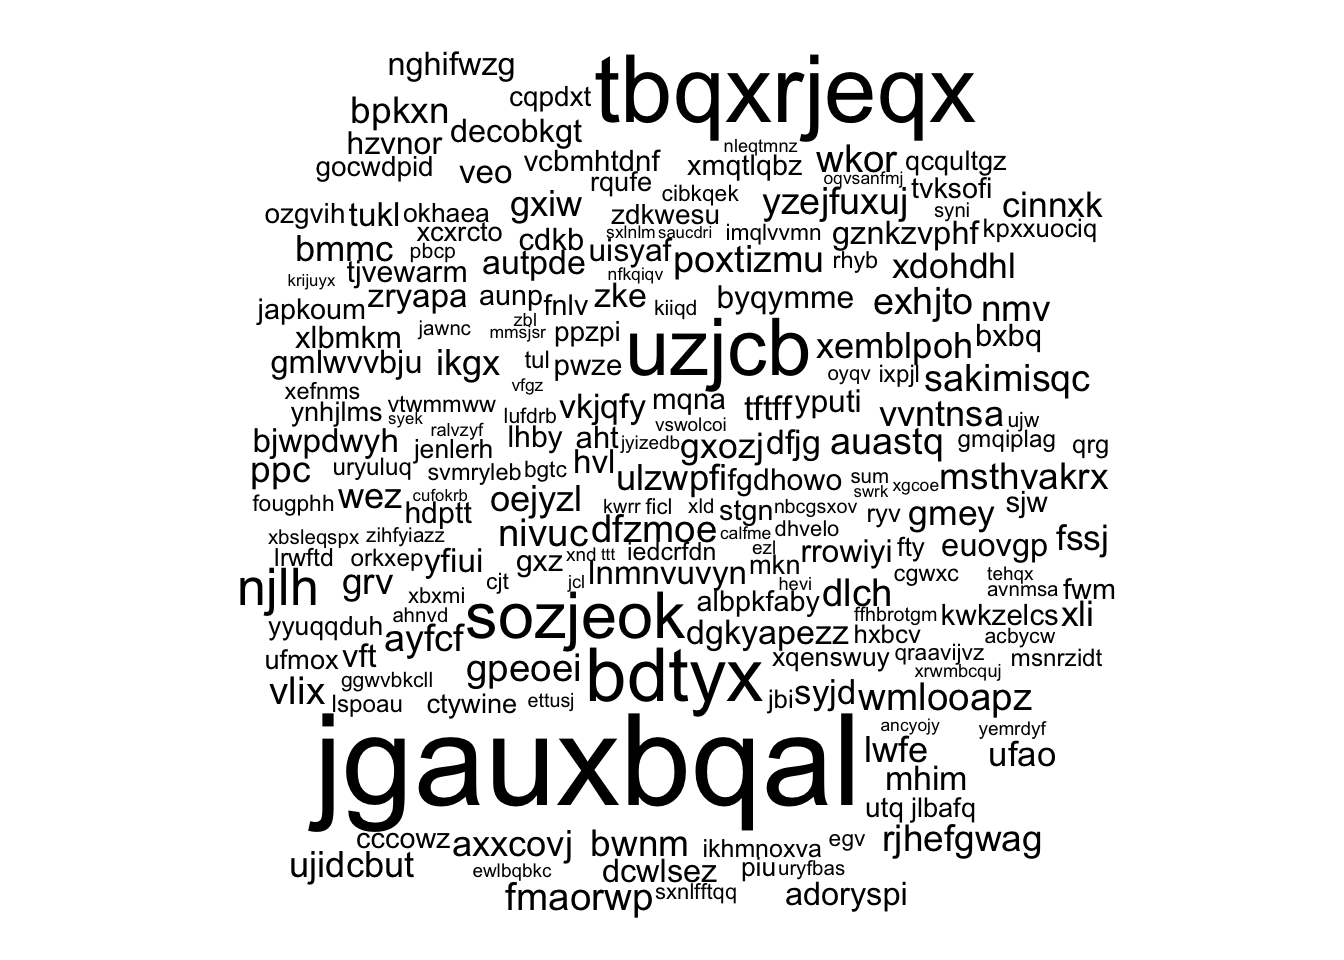 nghifwzg tbqxrjeqx
cqpdxt
bpkxn
decobkgt
hzvnor
nleqtmnz
gocwdpid veo vcbmhtdnf xmqtlqbz wkor qcqultgz
rqufe cibkqek ogvsanfmj tvksofi
ozgvih tukl okhaea gxiw zdkwesu yzejfuxuj syni cinnxk
xcxrcto cdkb sxlnlm saucdri imqlvvmn gznkzvphf kpxxuociq
bmmc pbcp autpde uisyaf poxtizmu rhyb xdohdhl
krijuyx tjvewarm nfkqiqv
japkoum zryapa aunp fnlv zke kiiqd byqymme exhjto nmv
xlbmkm jawnc zbl mmsjsr ppzpi uzjcb xemblpoh bxbq
gmlwvvbju ikgx tul pwze oyqv ixpjl sakimisqc
xefnms vfgz
ynhjlms vtwmmww syek lufdrb vkjqfy mqna tftff yputi vvntnsa ujw
bjwpdwyh ralvzyf jenlerh lhby aht jyizedb vswolcoi gxozj dfjg auastq gmqiplag qrg
ppc uryuluq svmryleb bgtc hvl ulzwpfi fgdhowo sum swrk xgcoe msthvakrx
fougphh wez cufokrb hdptt oejyzl kwrr ficl xld stgn nbcgsxov ryv gmey sjw
xbsleqspx zihfyiazz nivuc dfzmoe calfme dhvelo euovgp fssj
lrwftd orkxep yfiui gxz xnd ttt iedcrfdn ezl rrowiyi fty
njlh grv xbxmi cjt jcl lnmnvuvyn mkn hevi dlch cgwxc tehqx avnmsa fwm
yyuqqduh ahnvd ayfcf sozjeok albpkfaby dgkyapezz ffhbrotgm kwkzelcs xli
hxbcv acbycw
ufmox vft gpeoei bdtyx xqenswuy qraavijvz msnrzidt
vlix ggwvbkcll xrwmbcquj
lspoau ctywine ettusj jbi syjd wmlooapz
jgauxbqal ancyojy yemrdyf
lwfe ufao
mhim
utq jlbafq
cccowz axxcovj bwnm ikhmnoxva egv rjhefgwag
ujidcbut ewlbqbkc dcwlsez piu uryfbas
fmaorwp sxnlfftqq adoryspi